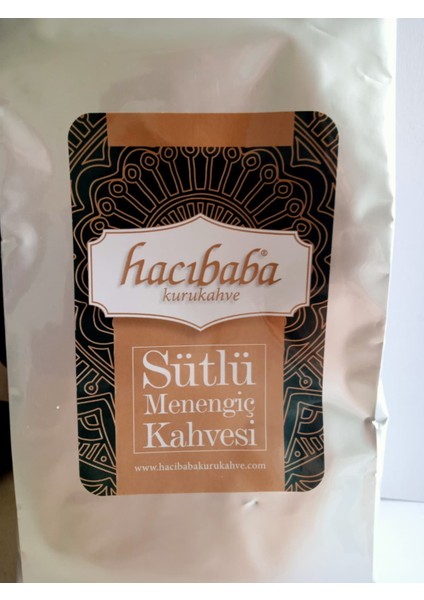 hacıbaba®
kurukahve
Sütlü
Menengiç
Kahvesi
www.hacibabakurukahve.com